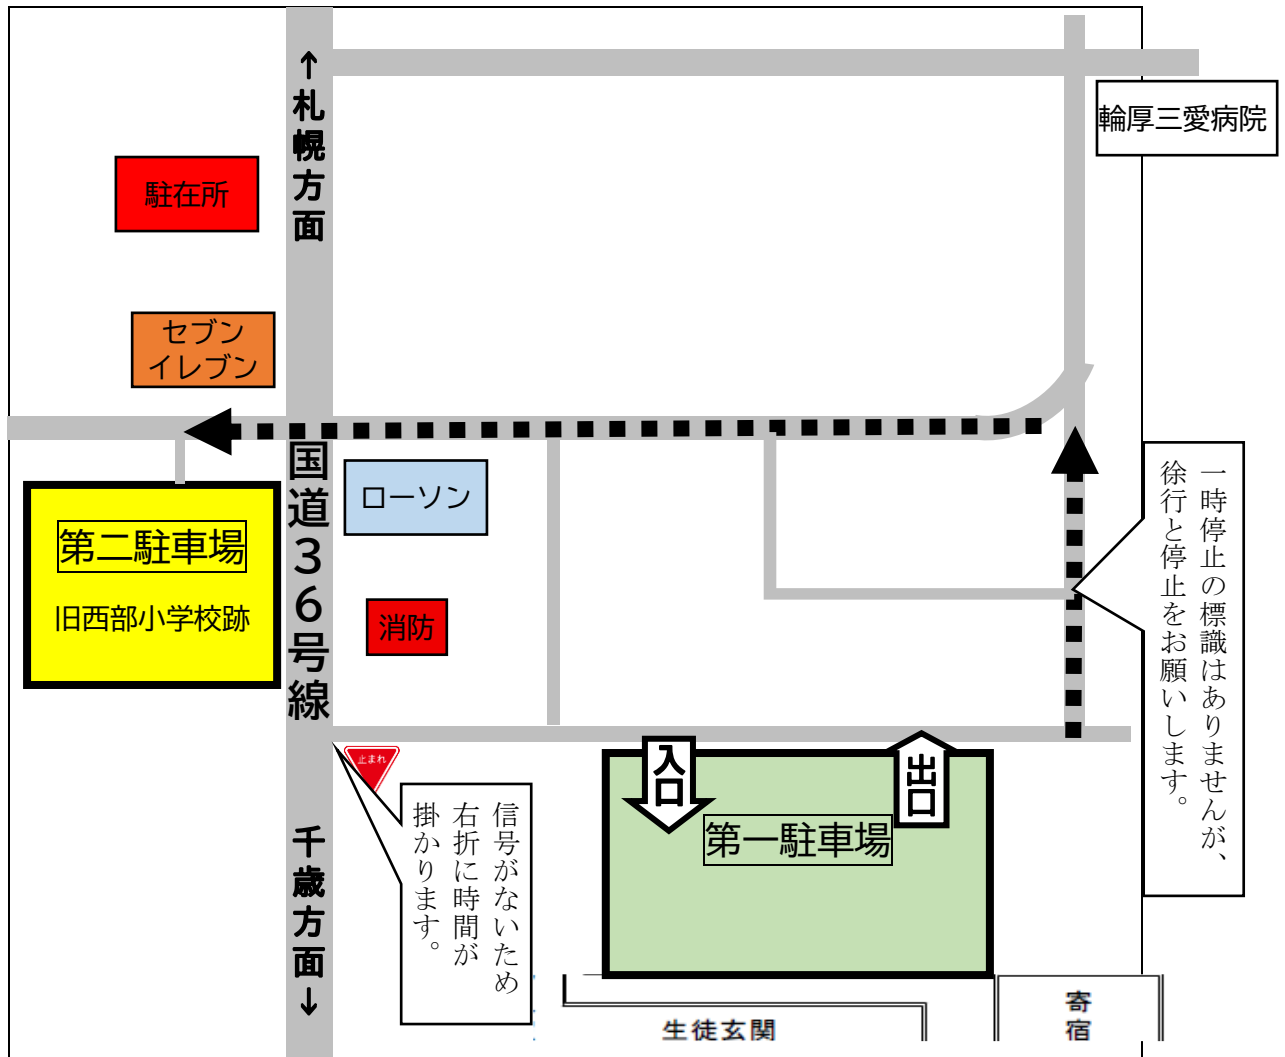 ↑札幌方面
輪厚三愛病院
駐在所
セブン
イレブン
国道３６号線
ローソン
第二駐車場
旧西部小学校跡
消防
一時停止の標識はありませんが、
徐行と停止をお願いします。
止まれ
入口
出口
第一駐車場
信号がないため
右折に時間が
掛かります。
千歳方面↓
生徒玄関
寄
宿